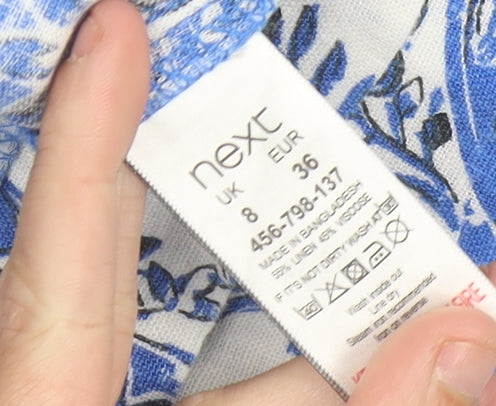 next
UK EUR
8 36
456-798-137
MADE IN BANGLADESH
55% LINEN 45% VISCOSE
IF IT'S NOT DIRTY WASH AT
Wash inside out
Line dry
Steam iron recommended
Iron on reverse
FIRE